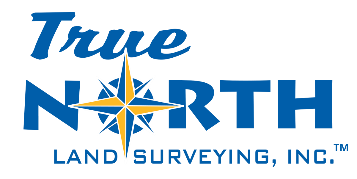 True
NORTH
LAND SURVEYING, INC.™